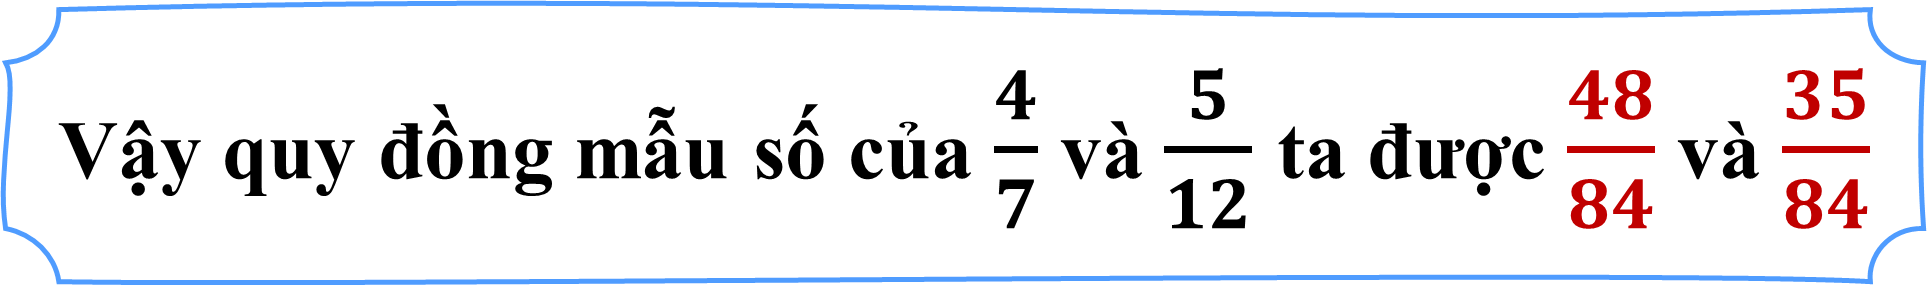 Vậy quy đồng mẫu số của 4/7 và 5/12 ta được 48/84 và 35/84